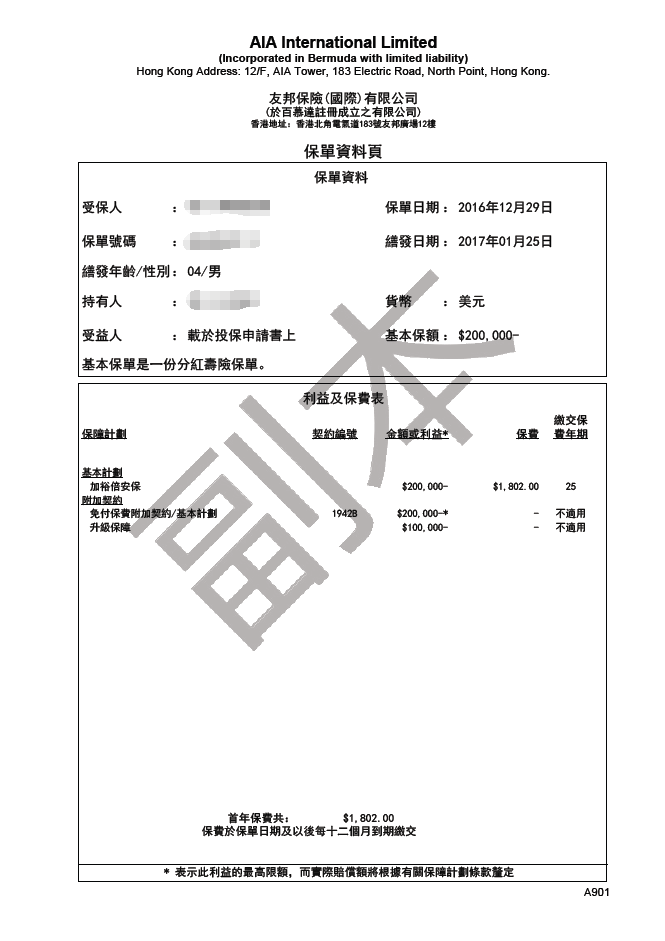 AIA International Limited
(Incorporated in Bermuda with limited liability)
Hong Kong Address: 12/F, AIA Tower, 183 Electric Road, North Point, Hong Kong.
友邦保險(國際)有限公司
(於百慕達註冊成立之有限公司)
香港地址: 香港北角電氣道183號友邦廣場12樓
保單資料頁
保單資料
受保人 : 保單日期 : 2016年12月29日
保單號碼 : 繕發日期 : 2017年01月25日
繕發年齡/性別 : 04/男
持有人 : 貨幣 : 美元
受益人 : 載於投保申請書上 基本保額 : $200,000-
基本保單是一份分紅壽險保單。
利益及保費表
保障計劃 契約編號 金額或利益* 保費 繳交保費年期
基本計劃
加裕倍安保 $200,000- $1,802.00 25
附加契約
免付保費附加契約/基本計劃 1942B $200,000-* - 不適用
升級保障 $100,000- - 不適用
副本
首年保費共: $1,802.00
保費於保單日期及以後每十二個月到期繳交
* 表示此利益的最高限額,而實際賠償額將根據有關保障計劃條款釐定
A901